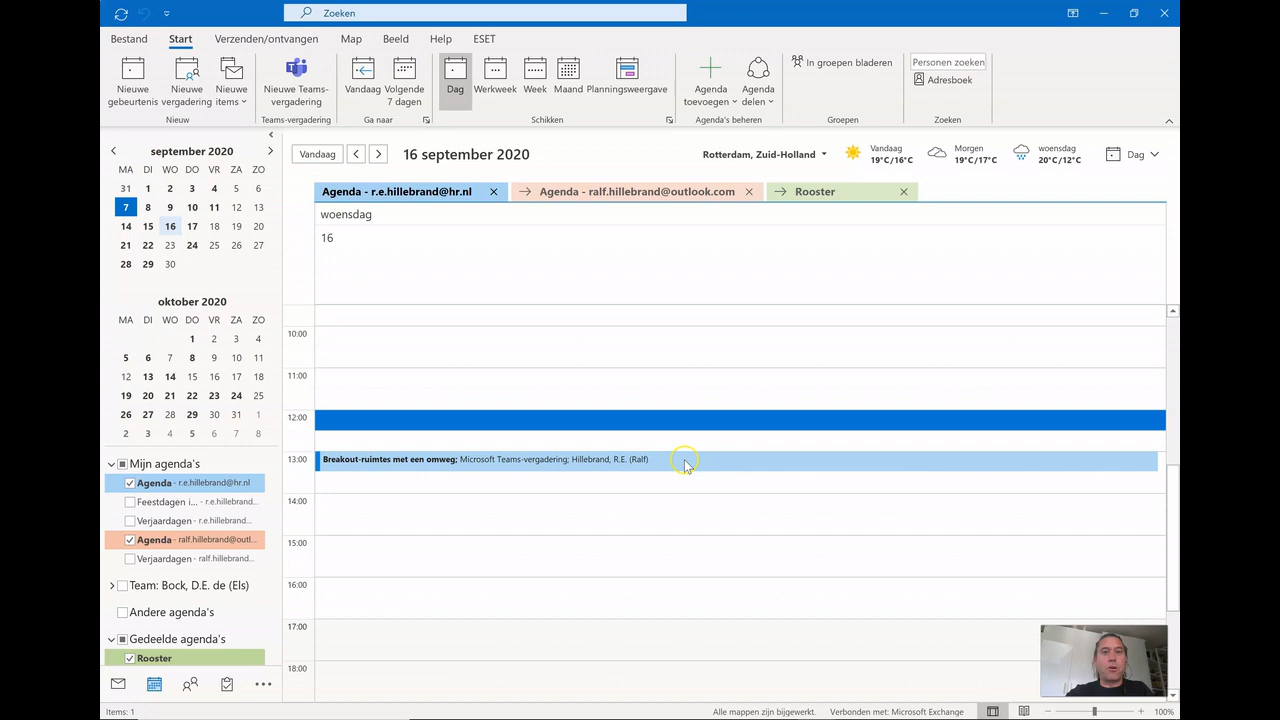 Zoeken
Bestand Start Verzenden/ontvangen Map Beeld Help ESET
Nieuwe gebeurtenis
Nieuwe vergadering
Nieuwe items
Nieuw
Nieuwe Teams-vergadering
Teams-vergadering
Vandaag
Volgende 7 dagen
Ga naar
Dag Werkweek Week Maand Planningsweergave
Schikken
Agenda toevoegen
Agenda delen
Agenda's beheren
In groepen bladeren
Groepen
Personen zoeken
Adresboek
Zoeken
september 2020
MA DI WO DO VR ZA ZO
31 1 2 3 4 5 6
7 8 9 10 11 12 13
14 15 16 17 18 19 20
21 22 23 24 25 26 27
28 29 30
oktober 2020
MA DI WO DO VR ZA ZO
1 2 3 4
5 6 7 8 9 10 11
12 13 14 15 16 17 18
19 20 21 22 23 24 25
26 27 28 29 30 31 1
2 3 4 5 6 7 8
Mijn agenda's
Agenda - r.e.hillebrand@hr.nl
Feestdagen i... - r.e.hillebrand...
Verjaardagen - r.e.hillebrand...
Agenda - ralf.hillebrand@outl...
Verjaardagen - ralf.hillebrand...
Team: Bock, D.E. de (Els)
Andere agenda's
Gedeelde agenda's
Rooster
Vandaag 16 september 2020
Rotterdam, Zuid-Holland
Vandaag
19°C/16°C
Morgen
19°C/17°C
woensdag
20°C/12°C
Dag
Agenda - r.e.hillebrand@hr.nl
Agenda - ralf.hillebrand@outlook.com
Rooster
woensdag
16
10:00
11:00
12:00
13:00 Breakout-ruimtes met een omweg; Microsoft Teams-vergadering; Hillebrand, R.E. (Ralf)
14:00
15:00
16:00
17:00
18:00
Items: 1 Alle mappen zijn bijgewerkt. Verbonden met: Microsoft Exchange 100%